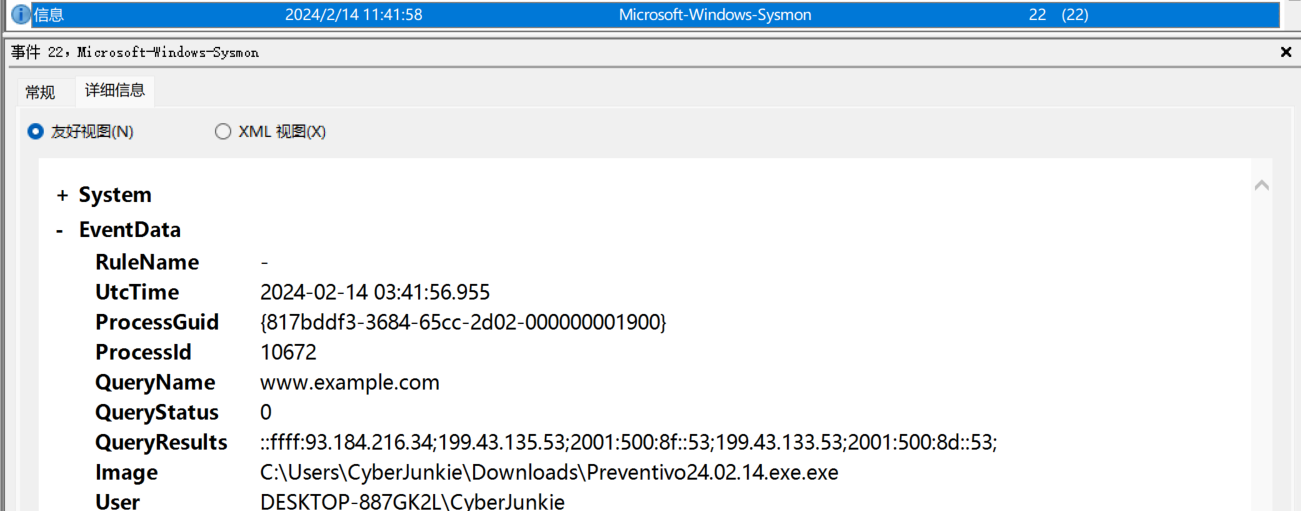 信息 2024/2/14 11:41:58 Microsoft-Windows-Sysmon 22 (22)
事件 22，Microsoft-Windows-Sysmon
常规 详细信息
友好视图(N) XML 视图(X)
+ System
- EventData
RuleName -
UtcTime 2024-02-14 03:41:56.955
ProcessGuid {817bddf3-3684-65cc-2d02-000000001900}
ProcessId 10672
QueryName www.example.com
QueryStatus 0
QueryResults ::ffff:93.184.216.34;199.43.135.53;2001:500:8f::53;199.43.133.53;2001:500:8d::53;
Image C:\Users\CyberJunkie\Downloads\Preventivo24.02.14.exe.exe
User DESKTOP-887GK2L\CyberJunkie